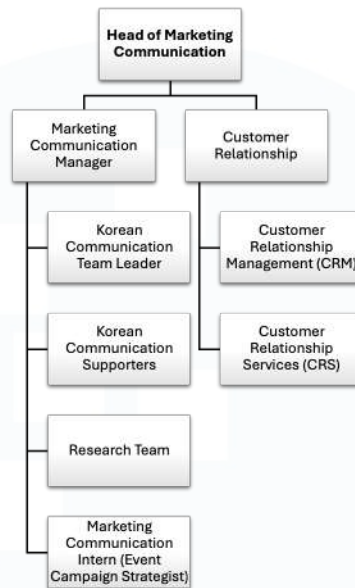 Head of Marketing
Communication
Marketing
Communication
Manager
Customer
Relationship
Korean
Communication
Team Leader
Customer
Relationship
Management (CRM)
Korean
Communication
Supporters
Customer
Relationship
Services (CRS)
Research Team
Marketing
Communication
Intern (Event
Campaign Strategist)